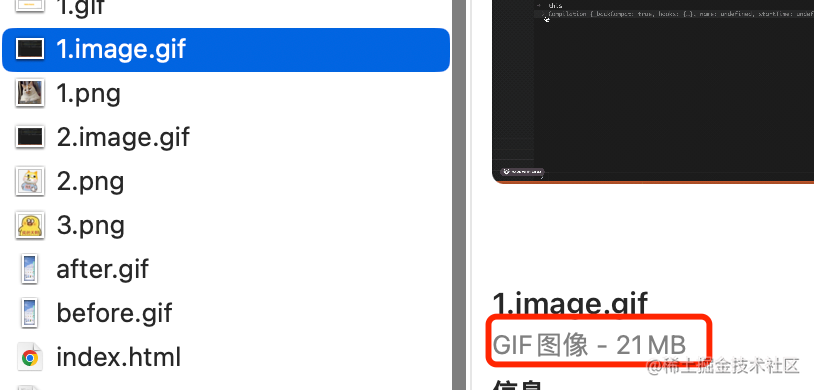 1.gif
1.image.gif
1.png
2.image.gif
2.png
3.png
after.gif
before.gif
index.html
this
Compilation {_backCompat: true, hooks: {…}, name: undefined, startTime: undef
1.image.gif
GIF图像 - 21 MB
信息
@稀土掘金技术社区